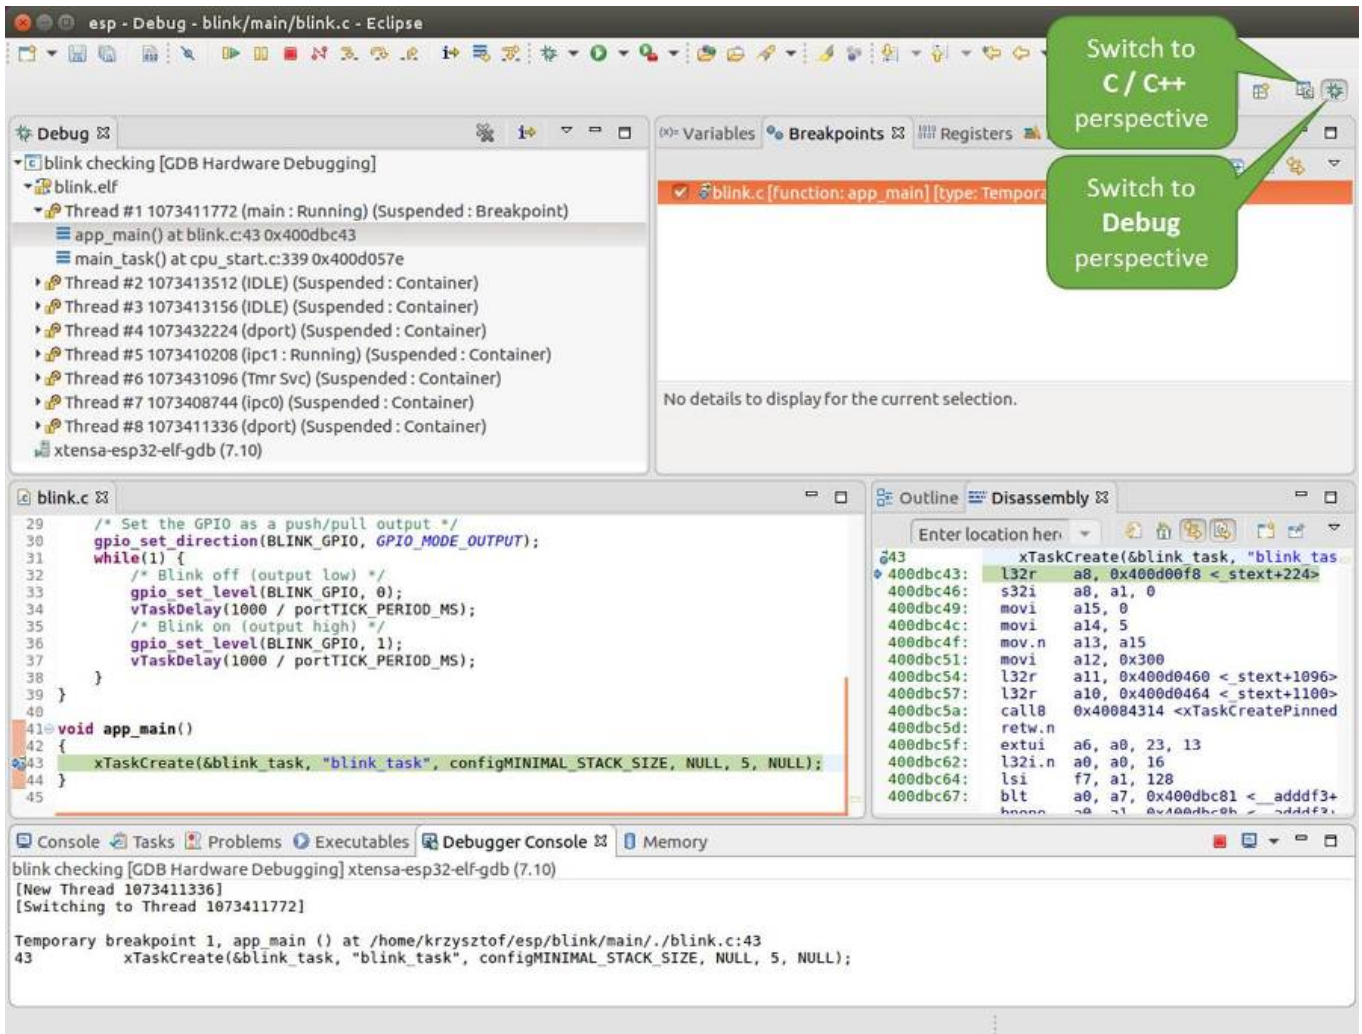 esp - Debug - blink/main/blink.c - Eclipse
Switch to
C / C++
perspective
Debug
(x)= Variables
Breakpoints
Registers
blink checking [GDB Hardware Debugging]
blink.elf
Thread #1 1073411772 (main : Running) (Suspended : Breakpoint)
app_main() at blink.c:43 0x400dbc43
main_task() at cpu_start.c:339 0x400d057e
Thread #2 1073413512 (IDLE) (Suspended : Container)
Thread #3 1073413156 (IDLE) (Suspended : Container)
Thread #4 1073432224 (dport) (Suspended : Container)
Thread #5 1073410208 (ipc1 : Running) (Suspended : Container)
Thread #6 1073431096 (Tmr Svc) (Suspended : Container)
Thread #7 1073408744 (ipc0) (Suspended : Container)
Thread #8 1073411336 (dport) (Suspended : Container)
xtensa-esp32-elf-gdb (7.10)
blink.c [function: app_main] [type: Tempora
Switch to
Debug
perspective
No details to display for the current selection.
blink.c
29 /* Set the GPIO as a push/pull output */
30 gpio_set_direction(BLINK_GPIO, GPIO_MODE_OUTPUT);
31 while(1) {
32 /* Blink off (output low) */
33 gpio_set_level(BLINK_GPIO, 0);
34 vTaskDelay(1000 / portTICK_PERIOD_MS);
35 /* Blink on (output high) */
36 gpio_set_level(BLINK_GPIO, 1);
37 vTaskDelay(1000 / portTICK_PERIOD_MS);
38 }
39 }
40
41 void app_main()
42 {
43 xTaskCreate(&blink_task, "blink_task", configMINIMAL_STACK_SIZE, NULL, 5, NULL);
44 }
45
Outline
Disassembly
Enter location her
43 xTaskCreate(&blink_task, "blink_tas
400dbc43: l32r a8, 0x400d00f8 <_stext+224>
400dbc46: s32i a8, a1, 0
400dbc49: movi a15, 0
400dbc4c: movi a14, 5
400dbc4f: mov.n a13, a15
400dbc51: movi a12, 0x300
400dbc54: l32r a11, 0x400d0460 <_stext+1096>
400dbc57: l32r a10, 0x400d0464 <_stext+1100>
400dbc5a: call8 0x40084314 <xTaskCreatePinned
400dbc5d: retw.n
400dbc5f: extui a6, a0, 23, 13
400dbc62: l32i.n a0, a0, 16
400dbc64: lsi f7, a1, 128
400dbc67: blt a0, a7, 0x400dbc81 <__adddf3+
Console
Tasks
Problems
Executables
Debugger Console
Memory
blink checking [GDB Hardware Debugging] xtensa-esp32-elf-gdb (7.10)
[New Thread 1073411336]
[Switching to Thread 1073411772]
Temporary breakpoint 1, app_main () at /home/krzysztof/esp/blink/main/./blink.c:43
43 xTaskCreate(&blink_task, "blink_task", configMINIMAL_STACK_SIZE, NULL, 5, NULL);